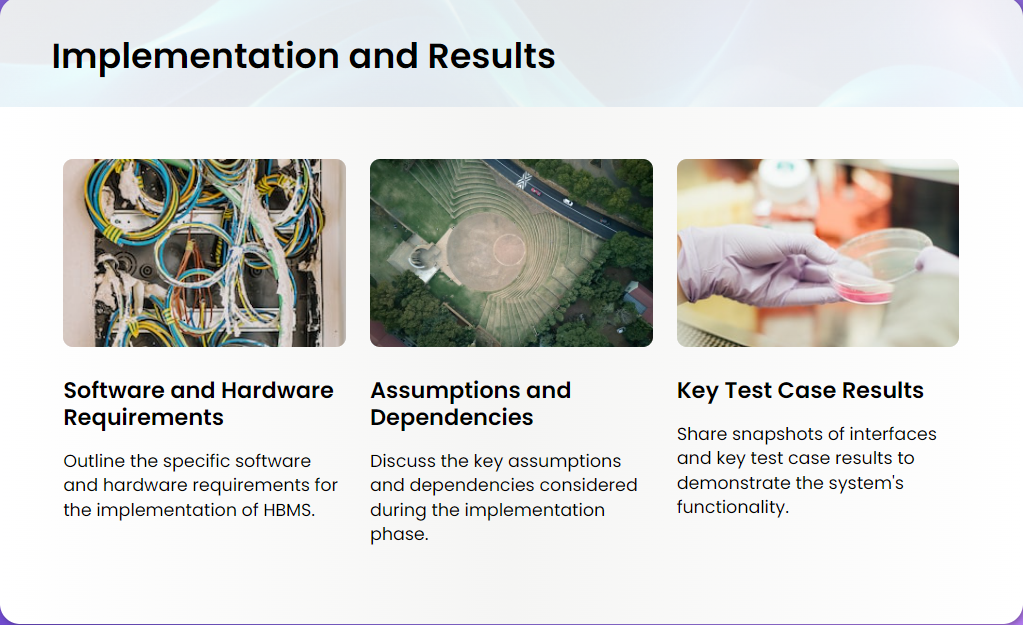 Implementation and Results
Software and Hardware
Requirements
Outline the specific software
and hardware requirements for
the implementation of HBMS.
Assumptions and
Dependencies
Discuss the key assumptions
and dependencies considered
during the implementation
phase.
Key Test Case Results
Share snapshots of interfaces
and key test case results to
demonstrate the system's
functionality.